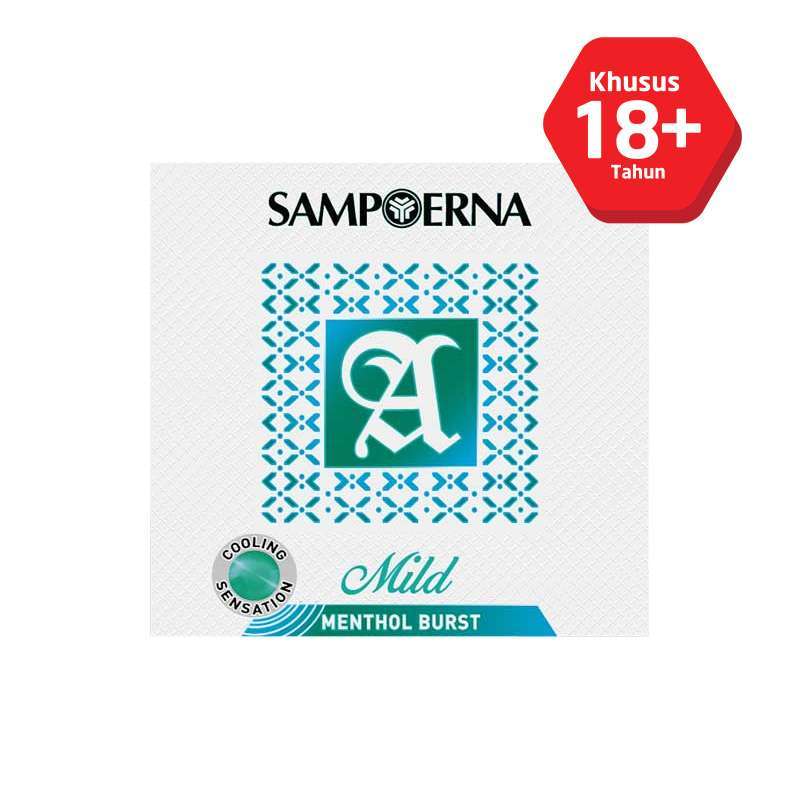 Khusus
18+
Tahun
SAMPOERNA
A
COOLING
SENSATION
Mild
MENTHOL BURST